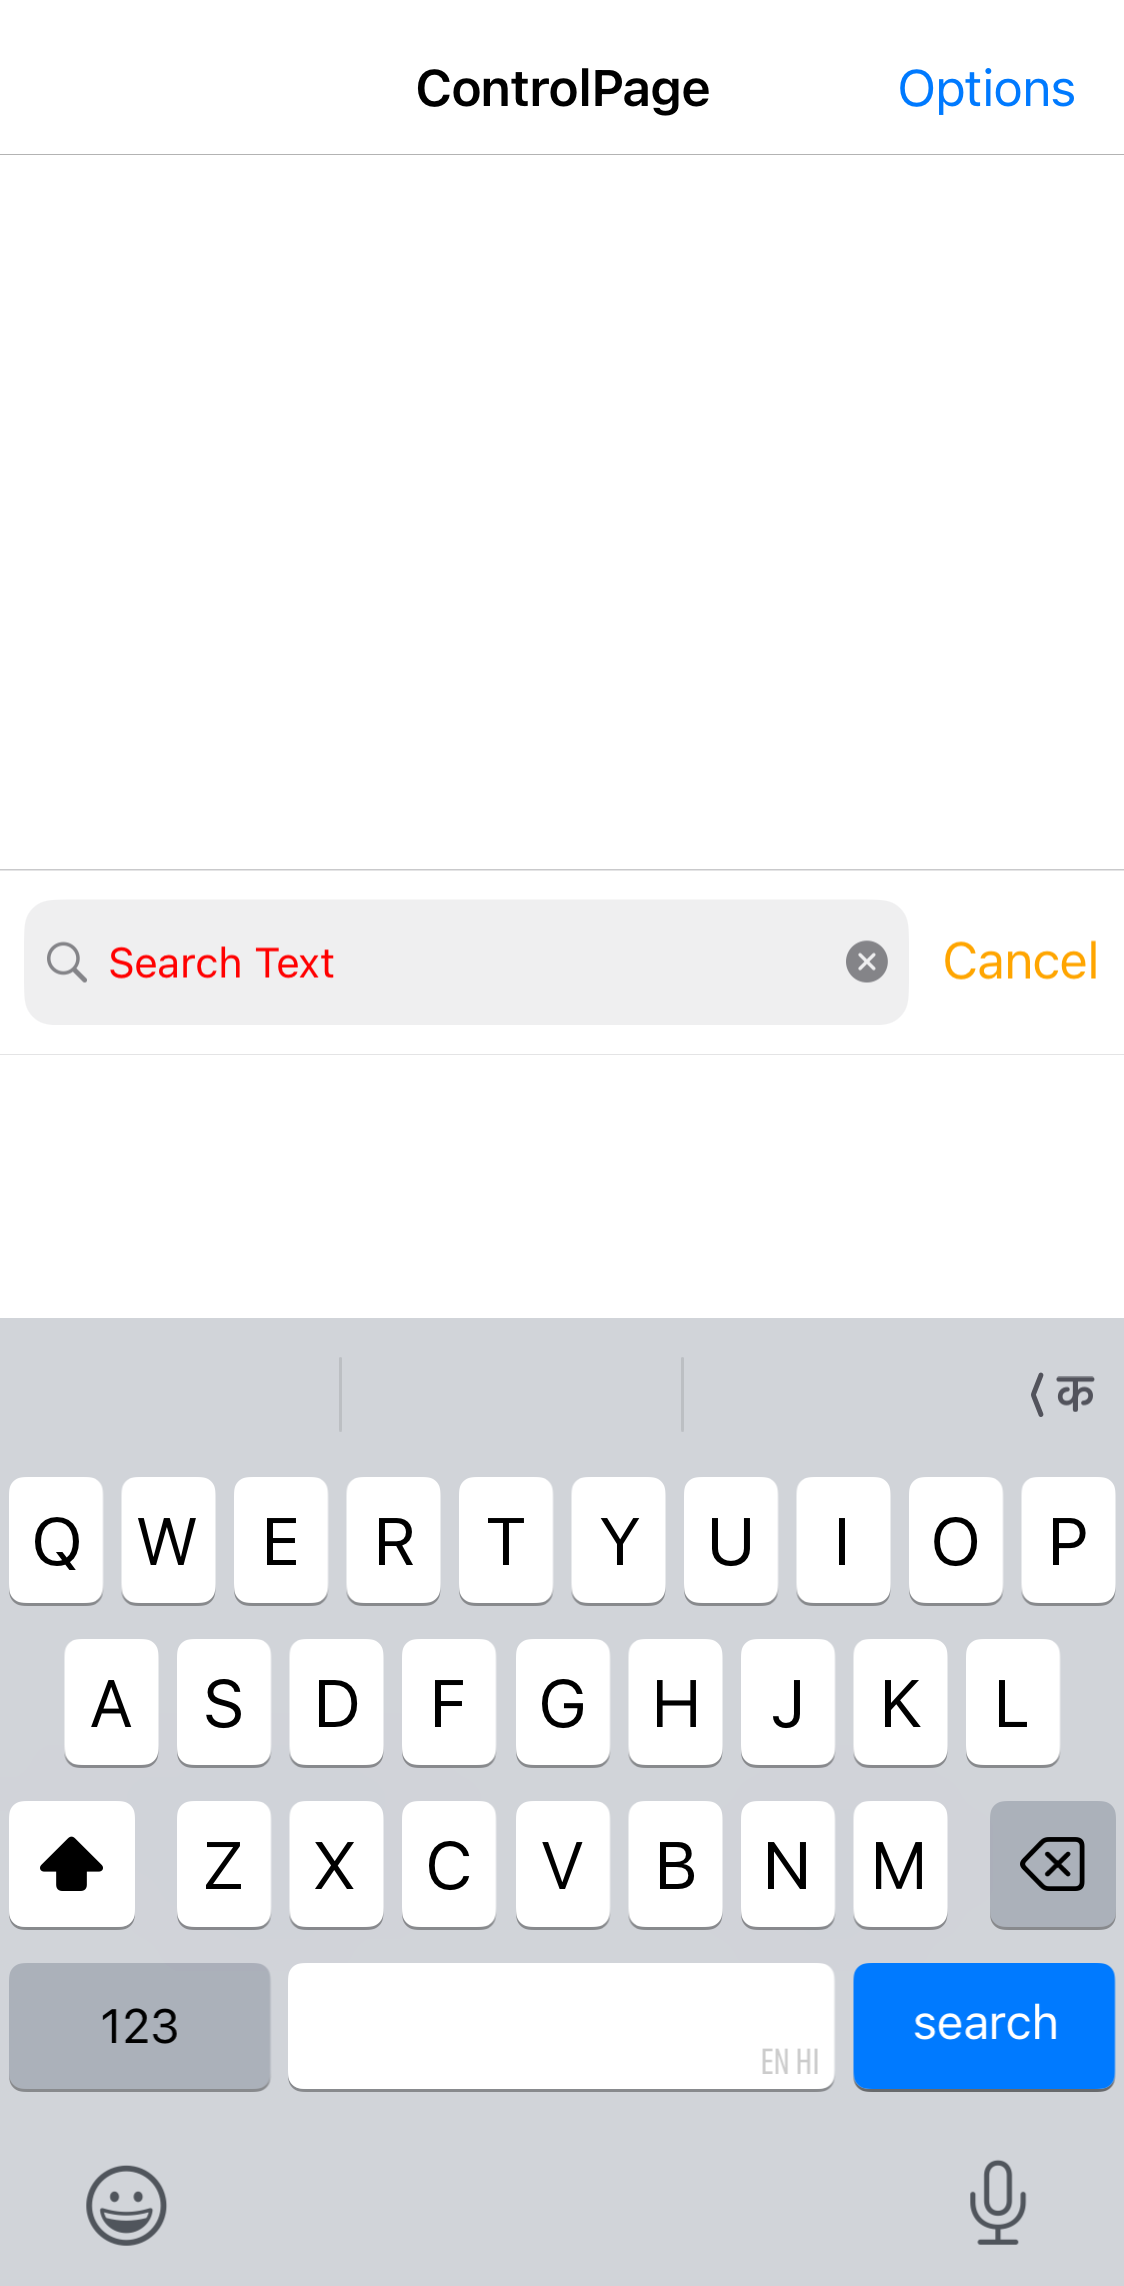 ControlPage Options
Search Text Cancel
क
Q W E R T Y U I O P
A S D F G H J K L
Z X C V B N M
123 EN HI search